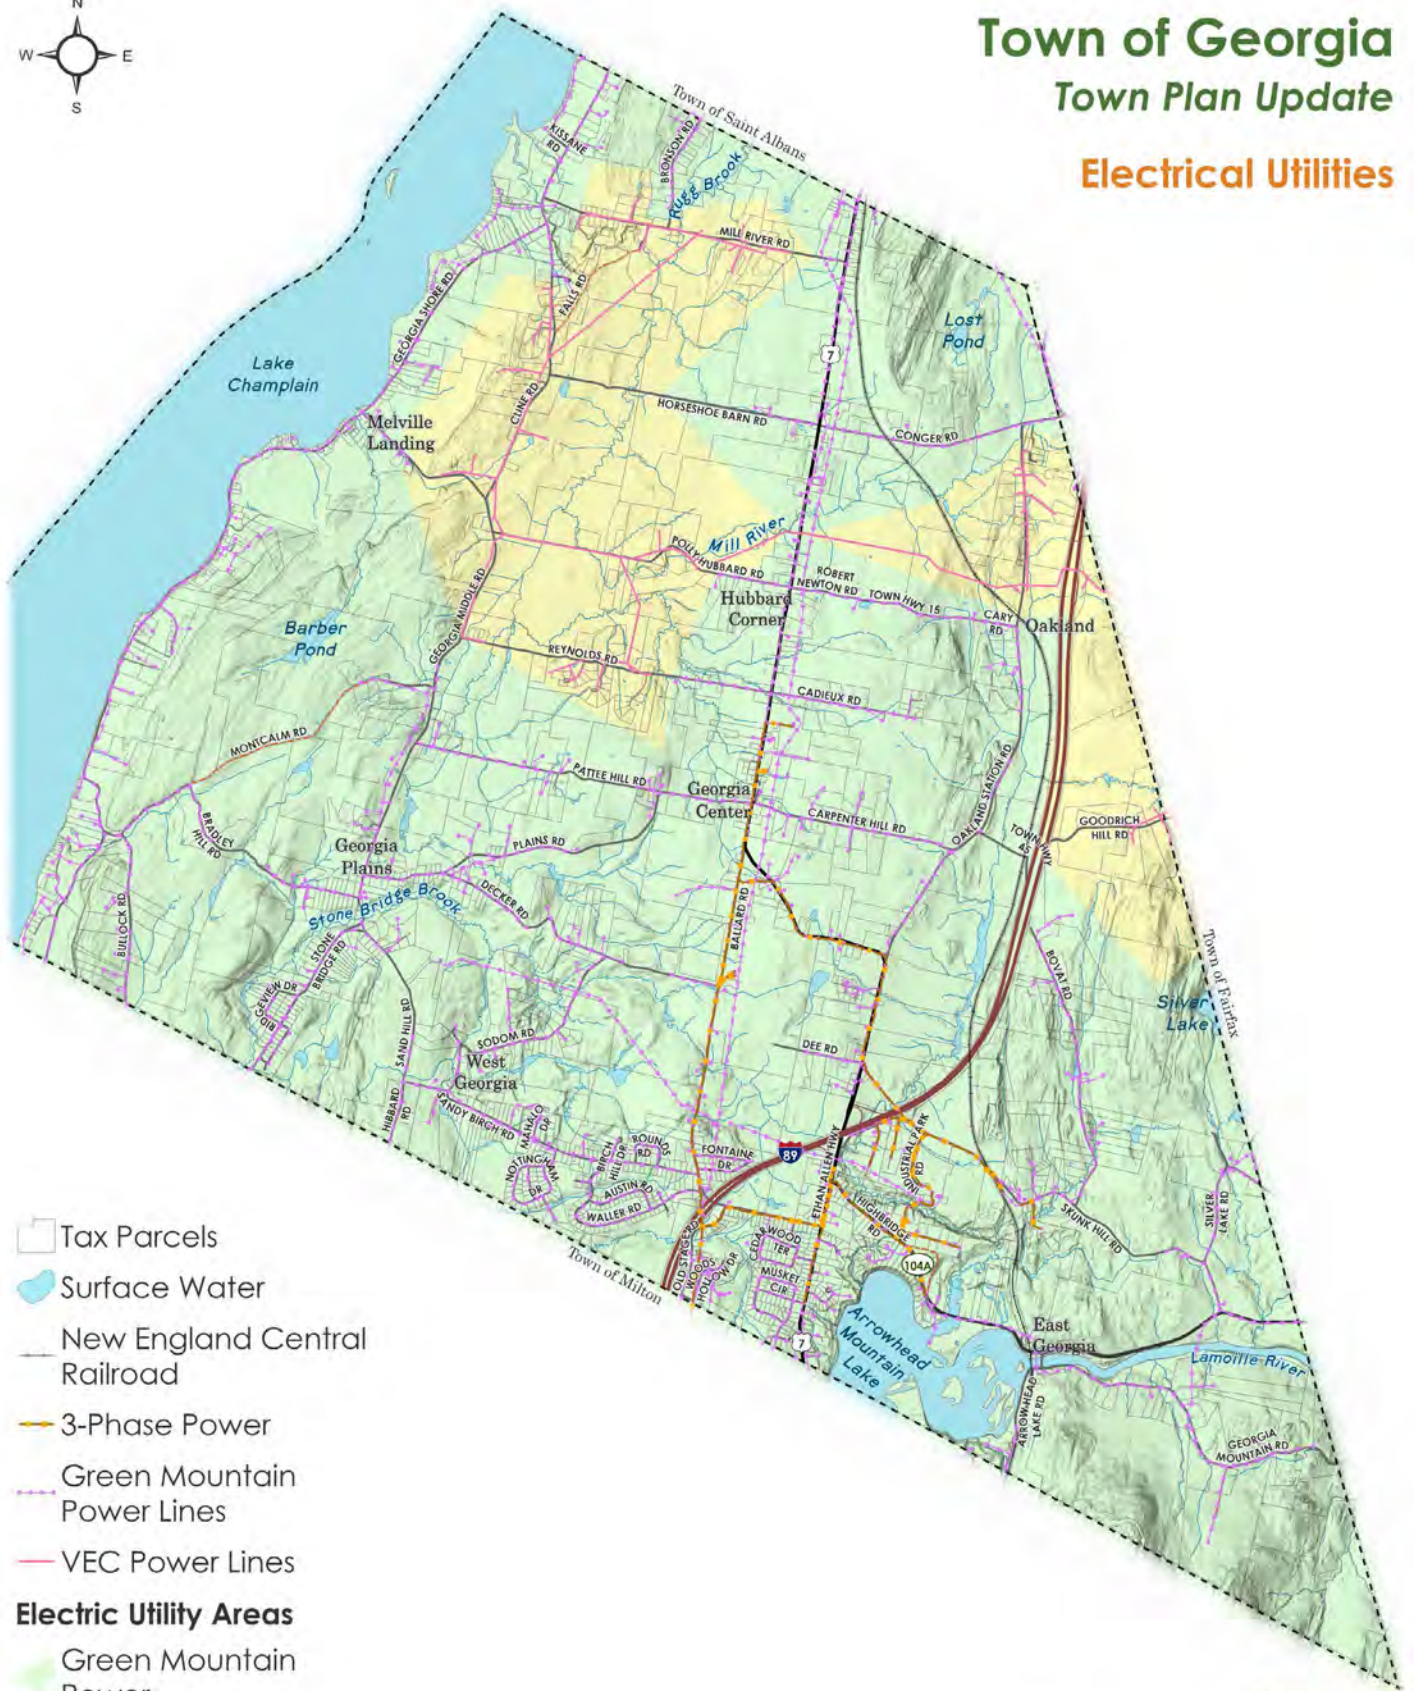 N
W
E
S
Town of Georgia
Town Plan Update
Electrical Utilities
Town of Saint Albans
KISSANE
RD
BRONSON RD
Rugg Brook
MILL RIVER RD
GEORGIA SHORE RD
FALLS RD
Lost
Pond
7
Lake
Champlain
CLINE RD
HORSESHOE BARN RD
CONGER RD
Melville
Landing
Mill River
POLLY HUBBARD RD
ROBERT
NEWTON RD
TOWN HWY 15
CARY
RD
Hubbard
Corner
Oakland
GEORGIA MIDDLE RD
Barber
Pond
REYNOLDS RD
CADIEUX RD
MONTCALM RD
PATTEE HILL RD
Georgia
Center
CARPENTER HILL RD
OAKLAND STATION RD
TOWN HWY
45
GOODRICH
HILL RD
BRADLEY
HILL RD
Georgia
Plains
PLAINS RD
DECKER RD
Stone Bridge Brook
BULLOCK RD
STONE
BRIDGE RD
BALLARD RD
BOVAT RD
Town of Fairfax
Silver
Lake
RIDGEVIEW DR
SAND HILL RD
SODOM RD
West
Georgia
DEE RD
HIBBARD
RD
SANDY BIRCH RD
MAHALO
DR
NOTTINGHAM
DR
BIRCH
HILL DR
ROUNDS
RD
FONTAINE
DR
89
ETHAN ALLEN HWY
INDUSTRIAL PARK
RD
AUSTIN RD
WALLER RD
HIGHBRIDGE
RD
SKUNK HILL RD
SILVER
LAKE RD
OLD STAGE RD
WOODS
HOLLOW DR
CEDAR WOOD
TER
MUSKET
CIR
104A
Town of Milton
7
Arrowhead
Mountain
Lake
East
Georgia
Lamoille River
ARROWHEAD
LAKE RD
GEORGIA
MOUNTAIN RD
Tax Parcels
Surface Water
New England Central
Railroad
3-Phase Power
Green Mountain
Power Lines
VEC Power Lines
Electric Utility Areas
Green Mountain
Power